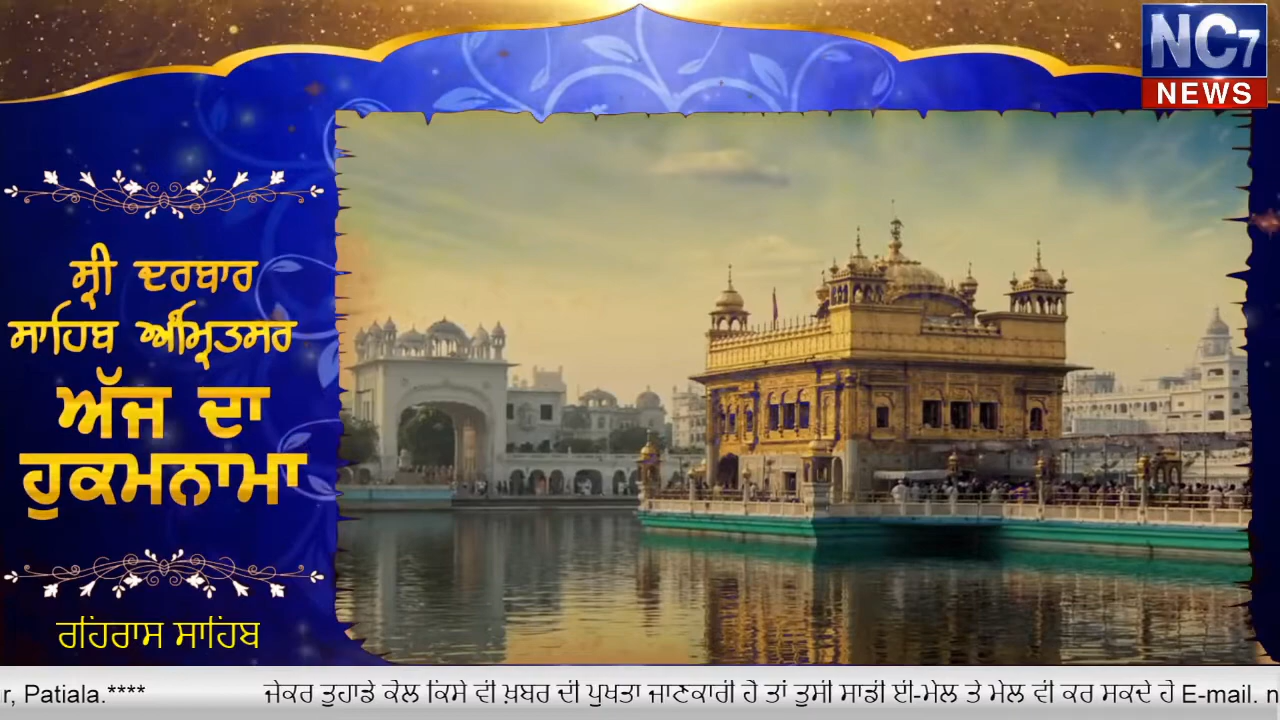 NC7
NEWS
ਸ੍ਰੀ ਦਰਬਾਰ
ਸਾਹਿਬ ਅੰਮ੍ਰਿਤਸਰ
ਅੱਜ ਦਾ
ਹੁਕਮਨਾਮਾ
ਰਹਿਰਾਸ ਸਾਹਿਬ
r, Patiala.**** ਜੇਕਰ ਤੁਹਾਡੇ ਕੋਲ ਕਿਸੇ ਵੀ ਖ਼ਬਰ ਦੀ ਪੁਖਤਾ ਜਾਣਕਾਰੀ ਹੈ ਤਾਂ ਤੁਸੀ ਸਾਡੀ ਈ-ਮੇਲ ਤੇ ਮੇਲ ਵੀ ਕਰ ਸਕਦੇ ਹੋ E-mail. n